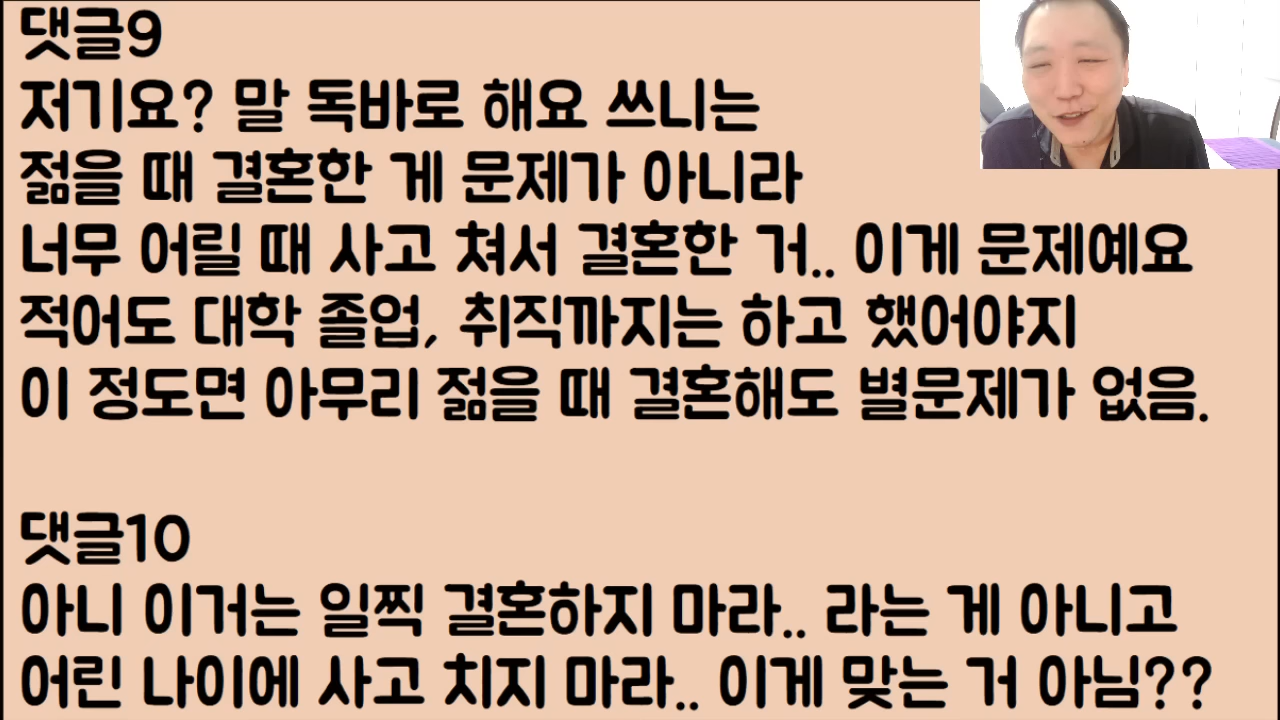 댓글9
저기요? 말 독바로 해요 쓰니는
젊을 때 결혼한 게 문제가 아니라
너무 어릴 때 사고 쳐서 결혼한 거.. 이게 문제예요
적어도 대학 졸업, 취직까지는 하고 했어야지
이 정도면 아무리 젊을 때 결혼해도 별문제가 없음.
댓글10
아니 이거는 일찍 결혼하지 마라.. 라는 게 아니고
어린 나이에 사고 치지 마라.. 이게 맞는 거 아님??